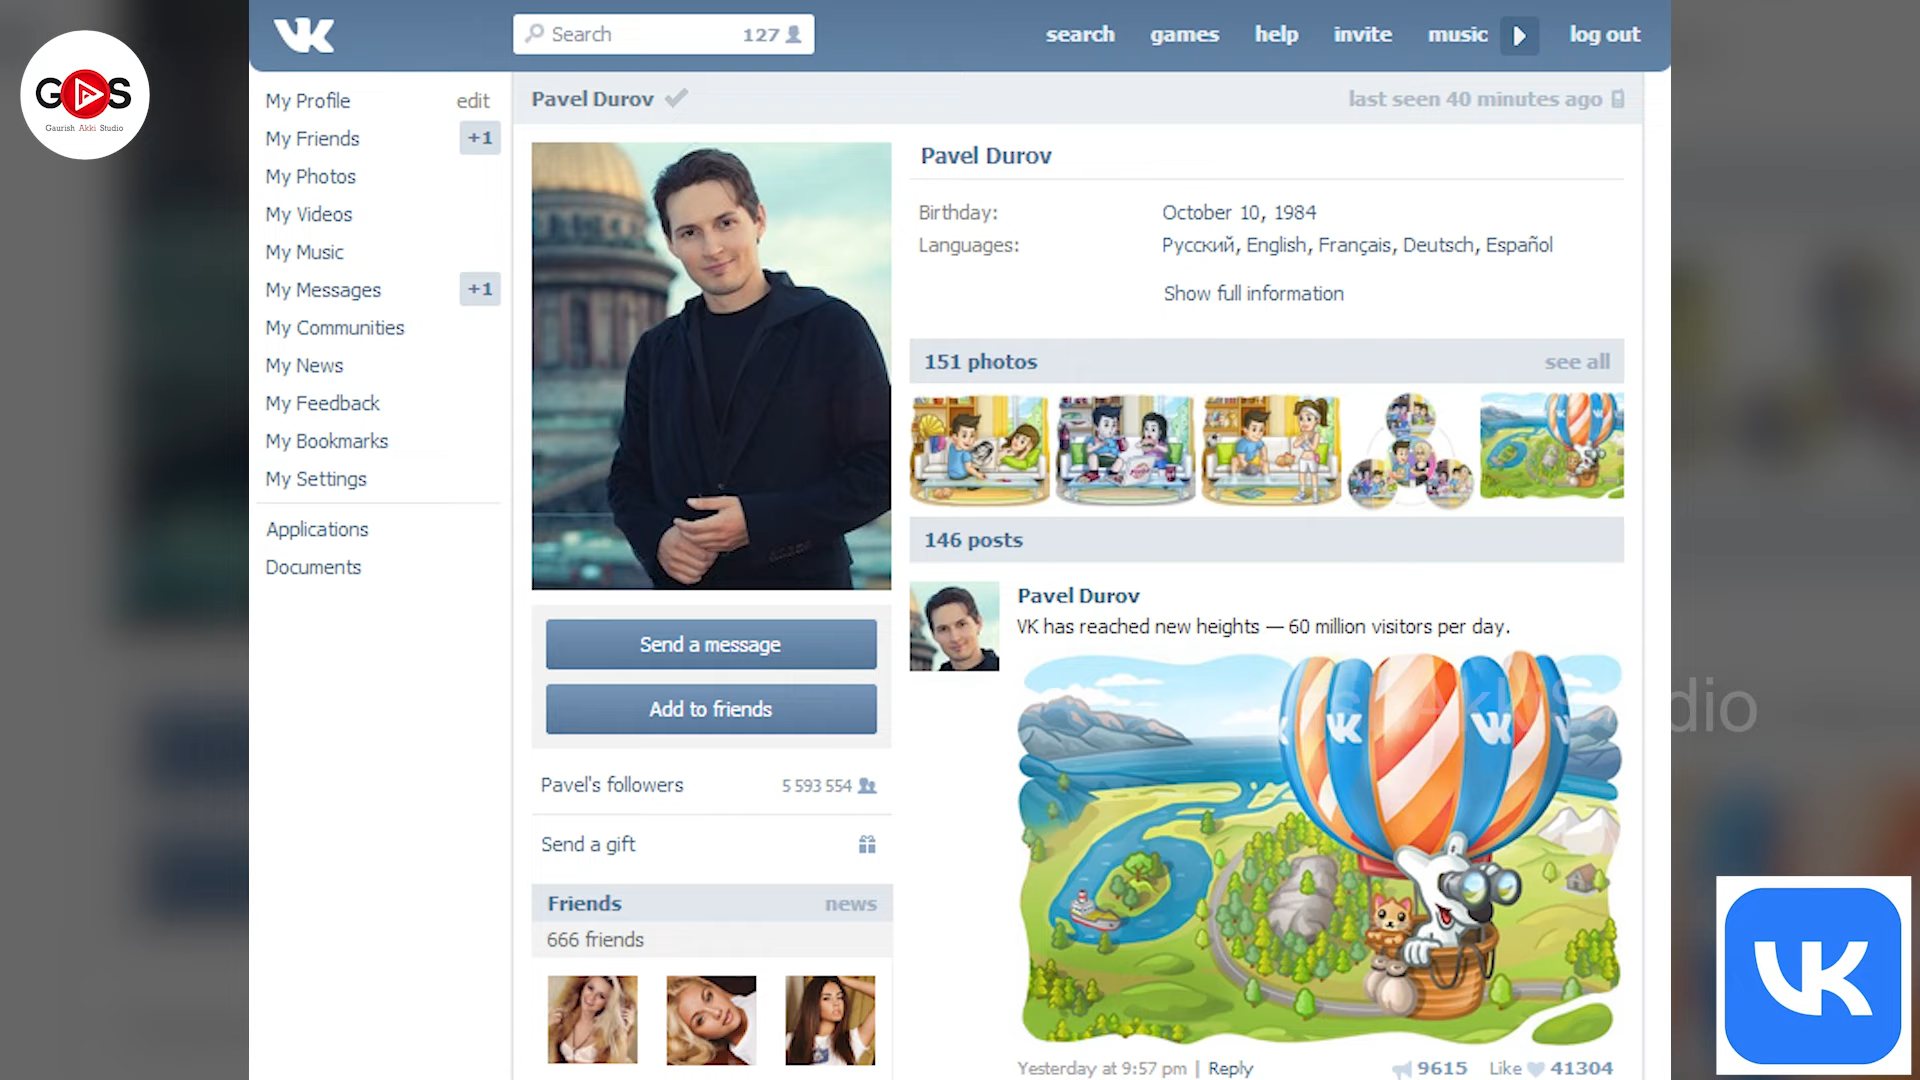 GAS
Gaurish Akki Studio
VK
Search 127
search games help invite music log out
My Profile edit
My Friends +1
My Photos
My Videos
My Music
My Messages +1
My Communities
My News
My Feedback
My Bookmarks
My Settings
Applications
Documents
Pavel Durov
last seen 40 minutes ago
Send a message
Add to friends
Pavel's followers 5 593 554
Send a gift
Friends news
666 friends
Pavel Durov
Birthday: October 10, 1984
Languages: Русский, English, Français, Deutsch, Español
Show full information
151 photos see all
146 posts
Pavel Durov
VK has reached new heights — 60 million visitors per day.
VK VK
Yesterday at 9:57 pm | Reply 9615 Like 41304
VK